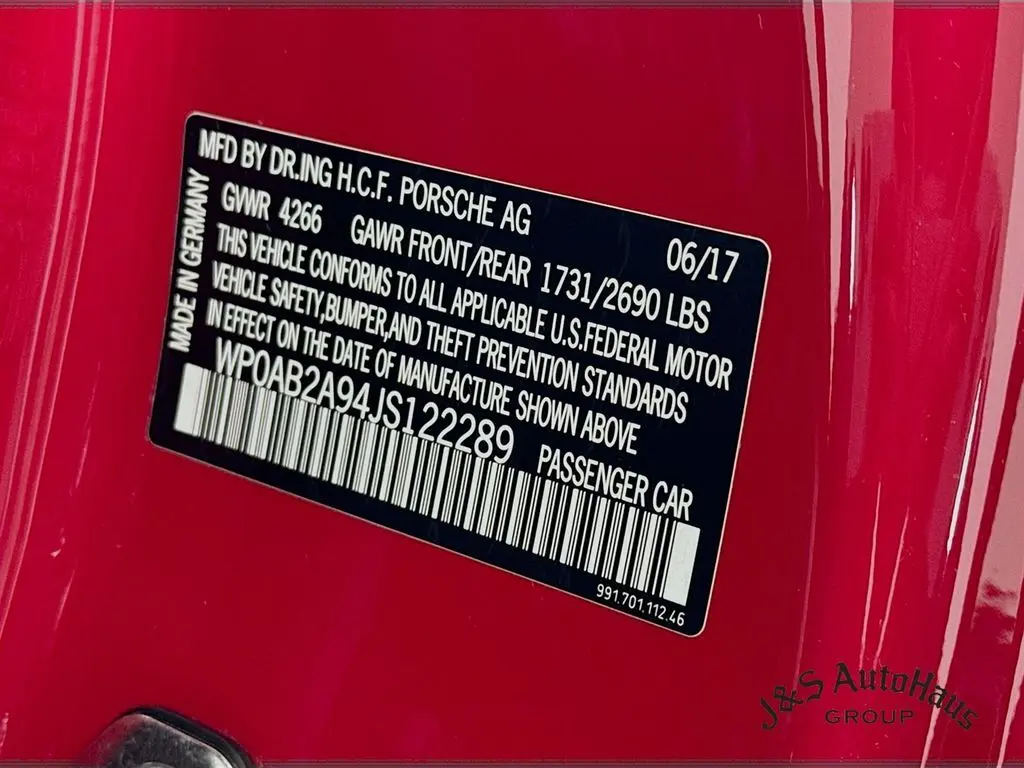 MFD BY DR.ING H.C.F. PORSCHE AG
06/17
GVWR 4266 GAWR FRONT/REAR 1731/2690 LBS
THIS VEHICLE CONFORMS TO ALL APPLICABLE U.S.FEDERAL MOTOR
VEHICLE SAFETY,BUMPER,AND THEFT PREVENTION STANDARDS
IN EFFECT ON THE DATE OF MANUFACTURE SHOWN ABOVE
WP0AB2A94JS122289 PASSENGER CAR
MADE IN GERMANY
991.701.112.46
J&S AutoHaus
GROUP